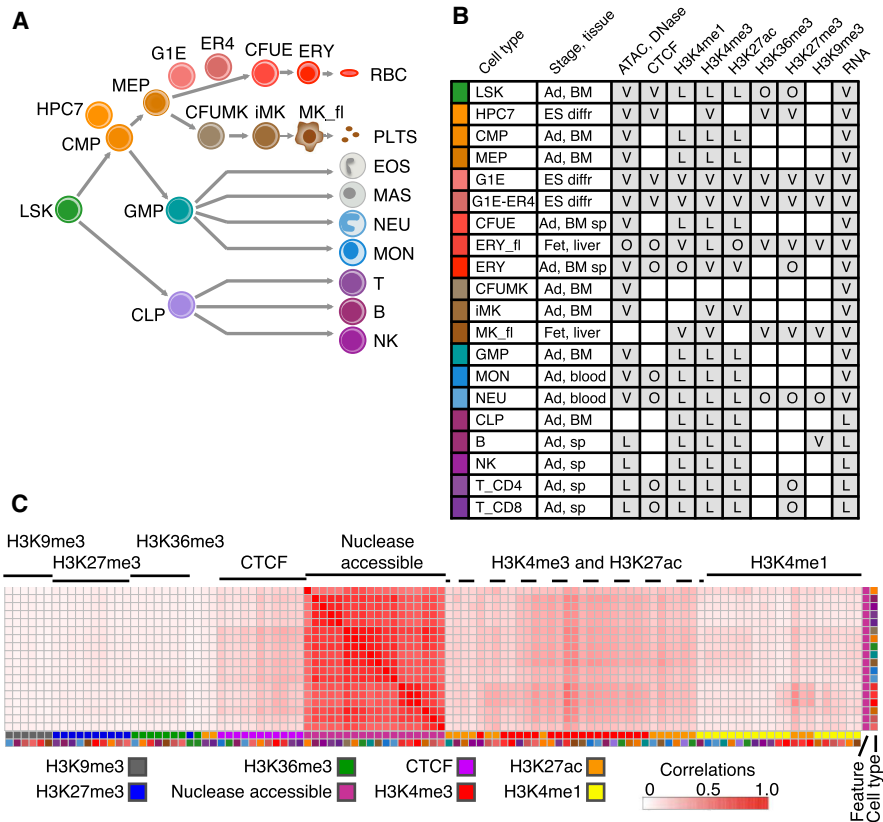 A
G1E
ER4
CFUE
ERY
RBC
MEP
HPC7
CFUMK
iMK
MK_fl
PLTS
CMP
EOS
MAS
LSK
GMP
NEU
MON
T
CLP
B
NK
B
Cell type Stage, tissue ATAC, DNase CTCF H3K4me1 H3K4me3 H3K27ac H3K36me3 H3K27me3 H3K9me3 RNA
LSK Ad, BM V V L L L O O V
HPC7 ES diffr V V V V V V
CMP Ad, BM V L L L V
MEP Ad, BM V L L L V
G1E ES diffr V V V V V V V V V
G1E-ER4 ES diffr V V V V V V V V V
CFUE Ad, BM sp V L L L V
ERY_fl Fet, liver O O V L O V V V V
ERY Ad, BM sp V O O V V O V
CFUMK Ad, BM V V
iMK Ad, BM V V V V
MK_fl Fet, liver V V V V V V
GMP Ad, BM V L L L V
MON Ad, blood V O L L L V
NEU Ad, blood V O L L L O O O V
CLP Ad, BM L L L L
B Ad, sp L L L L V L
NK Ad, sp L L L L L
T_CD4 Ad, sp L O L L L O L
T_CD8 Ad, sp L O L L L O L
C
H3K9me3
H3K27me3
H3K36me3
CTCF
Nuclease
accessible
H3K4me3 and H3K27ac
H3K4me1
Feature
Cell type
H3K9me3 H3K36me3 CTCF H3K27ac
H3K27me3 Nuclease accessible H3K4me3 H3K4me1
Correlations
0 0.5 1.0